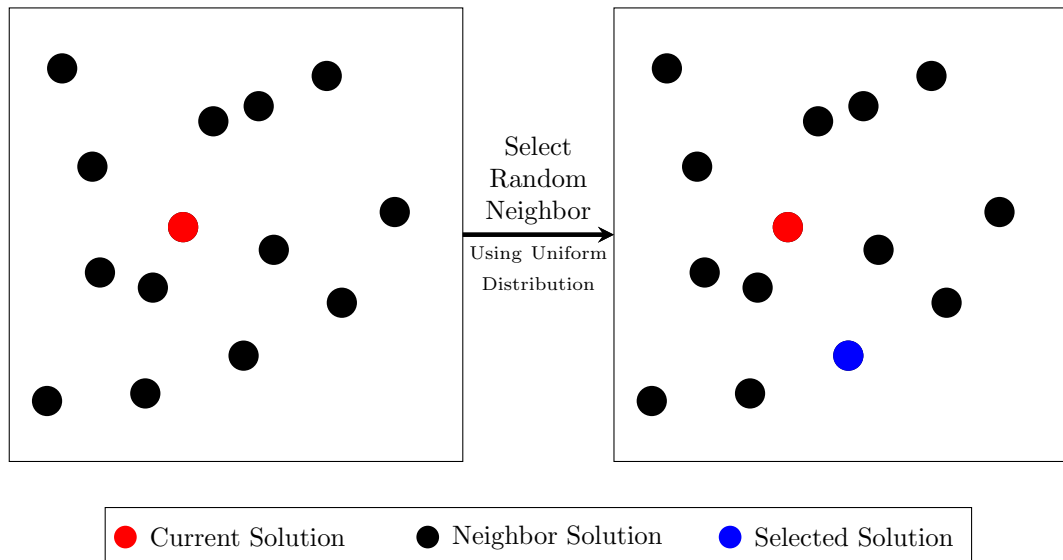 Select
Random
Neighbor
Using Uniform
Distribution
Current Solution
Neighbor Solution
Selected Solution